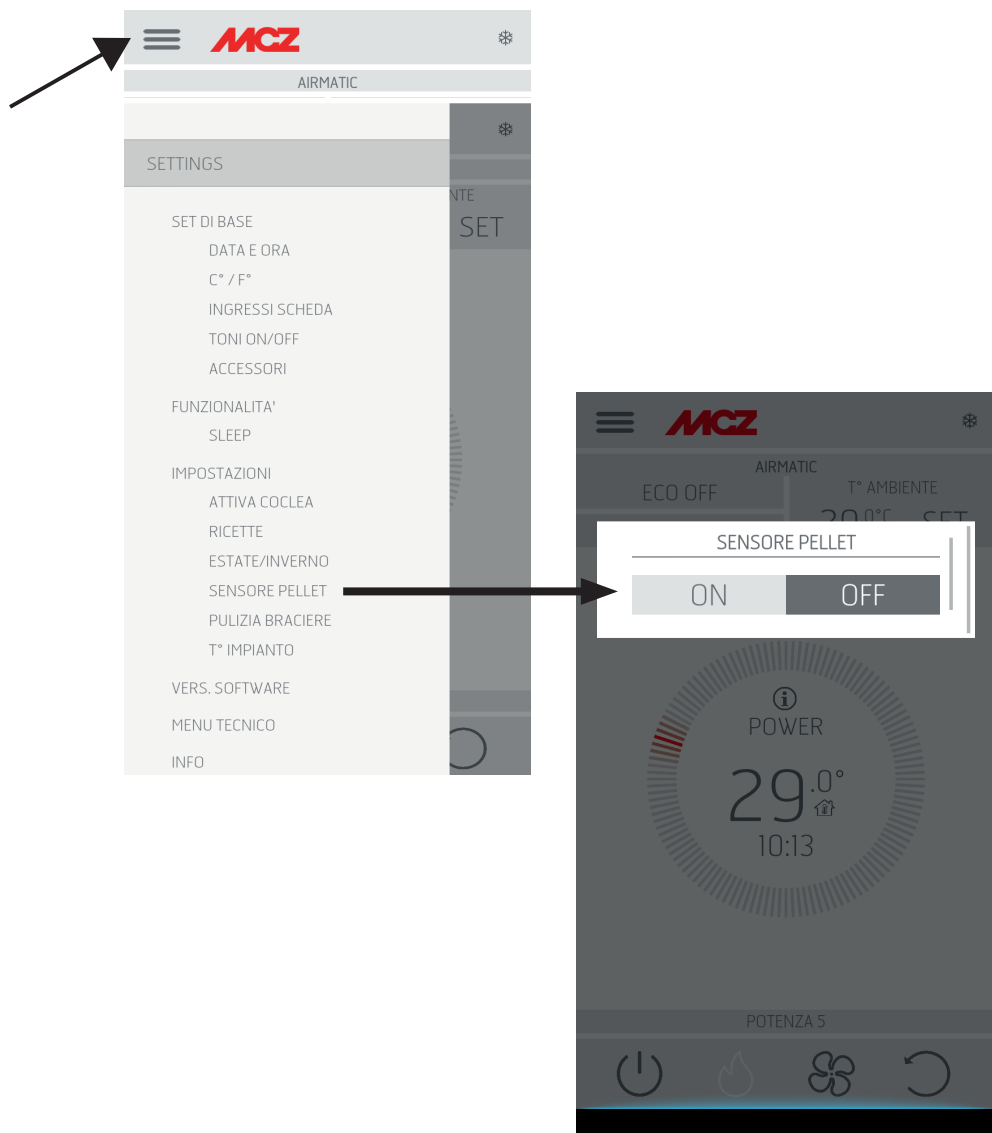 MCZ
AIRMATIC
SETTINGS
NTE
SET
SET DI BASE
DATA E ORA
C° / F°
INGRESSI SCHEDA
TONI ON/OFF
ACCESSORI
FUNZIONALITA'
SLEEP
IMPOSTAZIONI
ATTIVA COCLEA
RICETTE
ESTATE/INVERNO
SENSORE PELLET
PULIZIA BRACIERE
T° IMPIANTO
VERS. SOFTWARE
MENU TECNICO
INFO
MCZ
AIRMATIC
ECO OFF
T° AMBIENTE
SET
SENSORE PELLET
ON OFF
POWER
29.0°
10:13
POTENZA 5